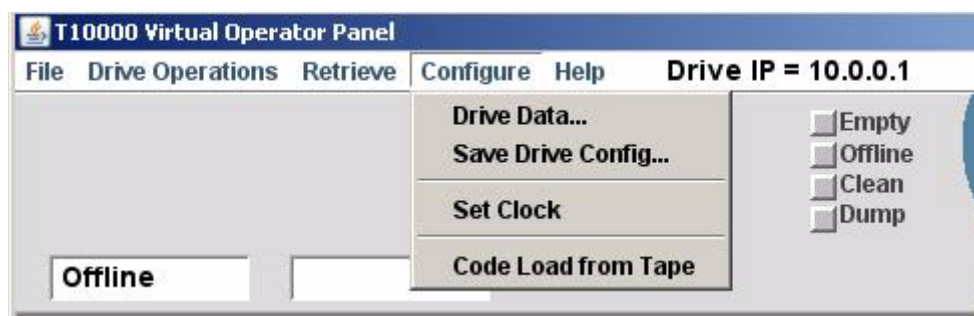 T10000 Virtual Operator Panel
File Drive Operations Retrieve Configure Help Drive IP = 10.0.0.1
Drive Data...
Save Drive Config...
Set Clock
Code Load from Tape
Empty
Offline
Clean
Dump
Offline